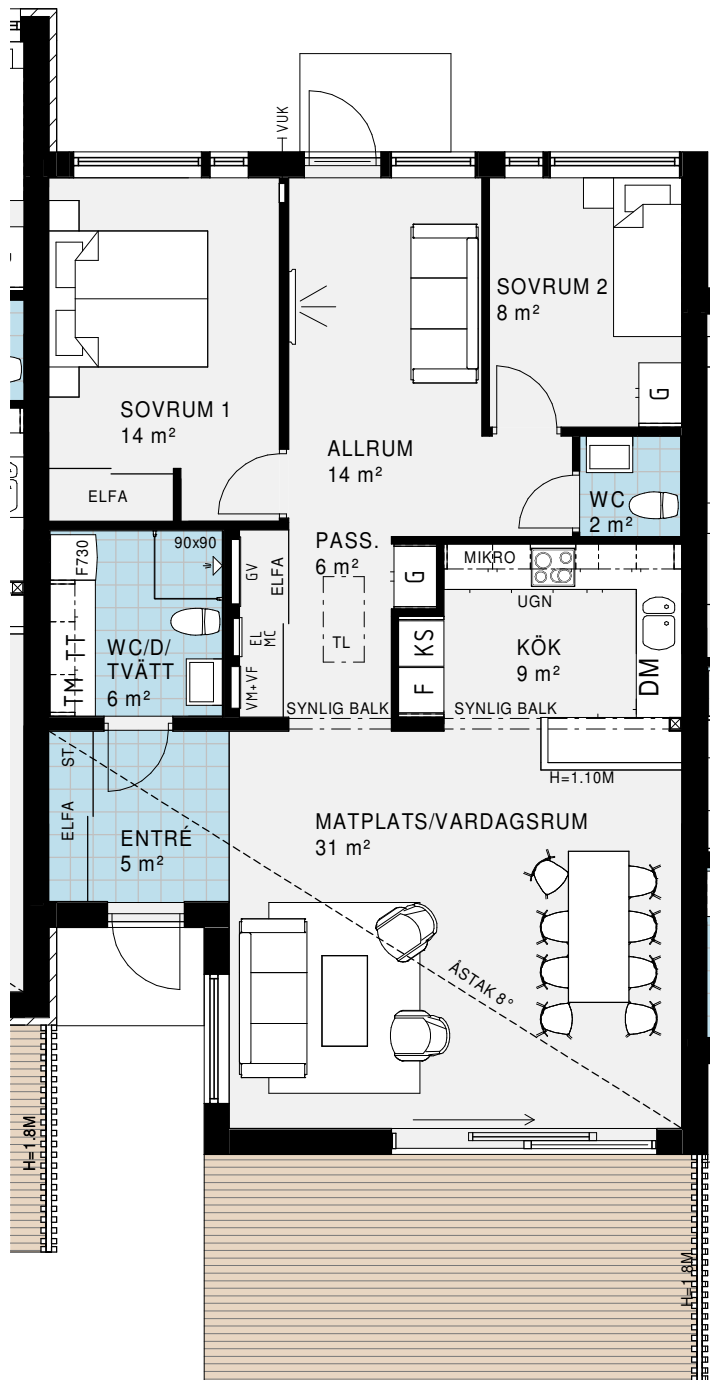 VUK
SOVRUM 1
14 m²
ELFA
ALLRUM
14 m²
SOVRUM 2
8 m²
G
WC
2 m²
F730
TM TT
90x90
WC/D/
TVÄTT
6 m²
GV
ELFA
EL
MC
VM+VF
PASS.
6 m²
TL
G
KS
F
MIKRO
UGN
KÖK
9 m²
DM
SYNLIG BALK
SYNLIG BALK
H=1.10M
ST
ELFA
ENTRÉ
5 m²
MATPLATS/VARDAGSRUM
31 m²
ÅSTAK 8°
H=1.8M
H=1.8M